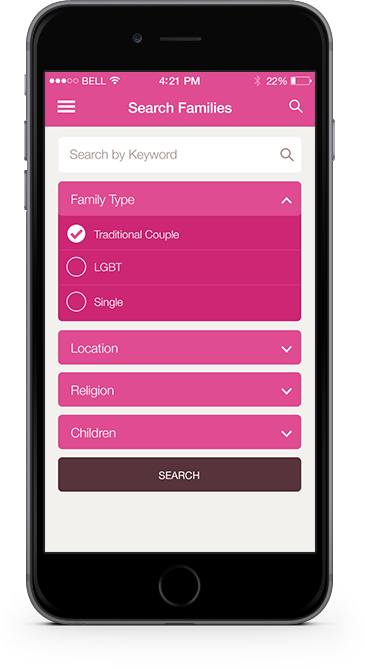 BELL 4:21 PM 22%
Search Families
Search by Keyword
Family Type
Traditional Couple
LGBT
Single
Location
Religion
Children
SEARCH